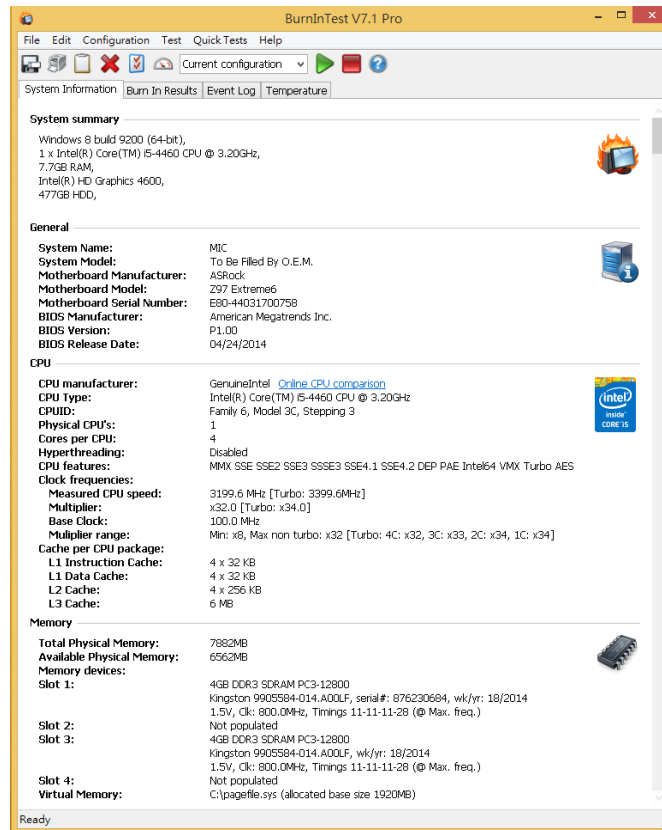 BurnInTest V7.1 Pro
File Edit Configuration Test Quick Tests Help
Current configuration
System Information Burn In Results Event Log Temperature
System summary
Windows 8 build 9200 (64-bit),
1 x Intel(R) Core(TM) i5-4460 CPU @ 3.20GHz,
7.7GB RAM,
Intel(R) HD Graphics 4600,
477GB HDD,
General
System Name: MIC
System Model: To Be Filled By O.E.M.
Motherboard Manufacturer: ASRock
Motherboard Model: Z97 Extreme6
Motherboard Serial Number: E80-44031700758
BIOS Manufacturer: American Megatrends Inc.
BIOS Version: P1.00
BIOS Release Date: 04/24/2014
CPU
CPU manufacturer: GenuineIntel Online CPU comparison
CPU Type: Intel(R) Core(TM) i5-4460 CPU @ 3.20GHz
CPUID: Family 6, Model 3C, Stepping 3
Physical CPU's: 1
Cores per CPU: 4
Hyperthreading: Disabled
CPU features: MMX SSE SSE2 SSE3 SSSE3 SSE4.1 SSE4.2 DEP PAE Intel64 VMX Turbo AES
Clock frequencies:
Measured CPU speed: 3199.6 MHz [Turbo: 3399.6MHz]
Multiplier: x32.0 [Turbo: x34.0]
Base Clock: 100.0 MHz
Muliplier range: Min: x8, Max non turbo: x32 [Turbo: 4C: x32, 3C: x33, 2C: x34, 1C: x34]
Cache per CPU package:
L1 Instruction Cache: 4 x 32 KB
L1 Data Cache: 4 x 32 KB
L2 Cache: 4 x 256 KB
L3 Cache: 6 MB
intel
inside
CORE i5
Memory
Total Physical Memory: 7882MB
Available Physical Memory: 6562MB
Memory devices:
Slot 1: 4GB DDR3 SDRAM PC3-12800
Kingston 9905584-014.A00LF, serial#: 876230684, wk/yr: 18/2014
1.5V, Clk: 800.0MHz, Timings 11-11-11-28 (@ Max. freq.)
Slot 2: Not populated
Slot 3: 4GB DDR3 SDRAM PC3-12800
Kingston 9905584-014.A00LF, wk/yr: 18/2014
1.5V, Clk: 800.0MHz, Timings 11-11-11-28 (@ Max. freq.)
Slot 4: Not populated
Virtual Memory: C:\pagefile.sys (allocated base size 1920MB)
Ready